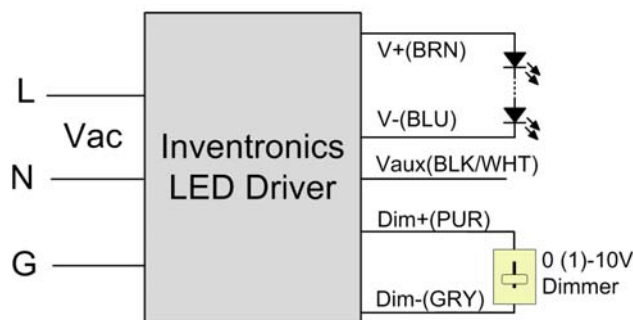 L
Vac
N
G
Inventronics
LED Driver
V+(BRN)
V-(BLU)
Vaux(BLK/WHT)
Dim+(PUR)
Dim-(GRY)
0 (1)-10V
Dimmer